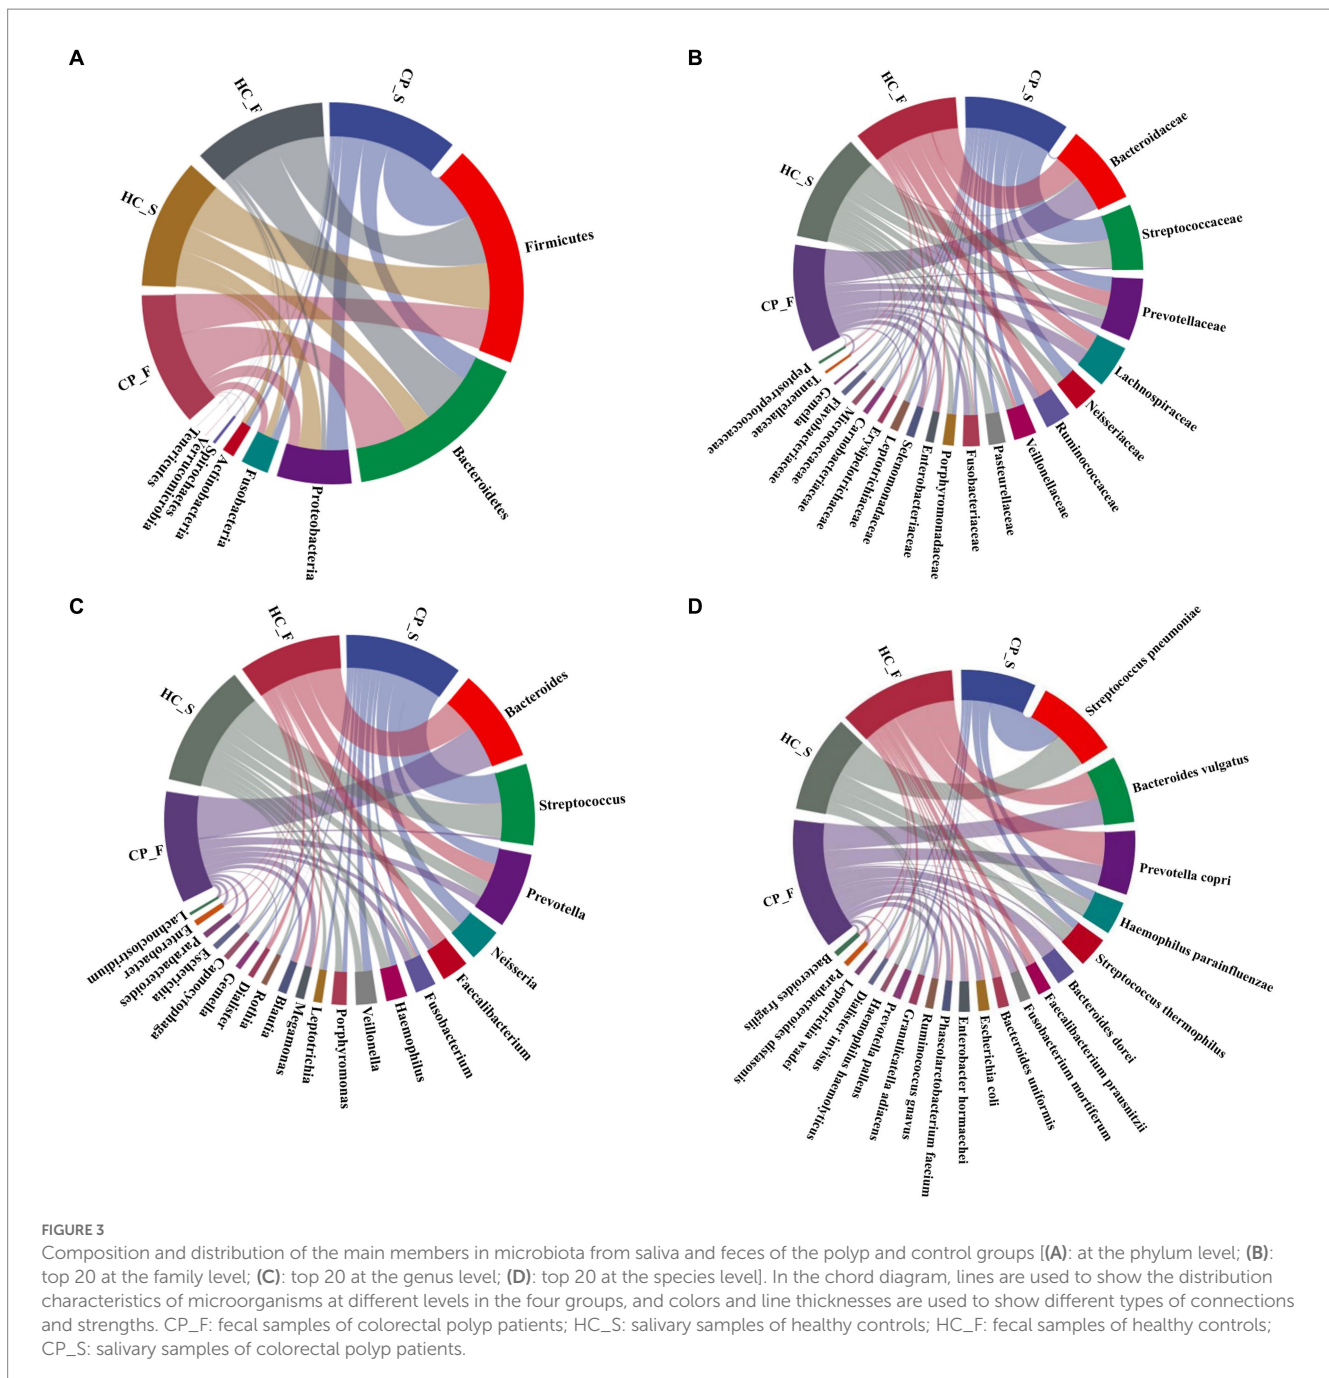 A
CP_S
Firmicutes
Bacteroidetes
Proteobacteria
Fusobacteria
Actinobacteria
Spirochaetes
Verrucomicrobia
Tenericutes
CP_F
HC_S
HC_F
B
CP_S
Bacteroidaceae
Streptococcaceae
Prevotellaceae
Lachnospiraceae
Neisseriaceae
Ruminococcaceae
Veillonellaceae
Pasteurellaceae
Fusobacteriaceae
Porphyromonadaceae
Enterobacteriaceae
Selenomonadaceae
Leptotrichiaceae
Erysipelotrichaceae
Carnobacteriaceae
Micrococcaceae
Flavobacteriaceae
Gemella
Tannerellaceae
Peptostreptococcaceae
CP_F
HC_S
HC_F
C
CP_S
Bacteroides
Streptococcus
Prevotella
Neisseria
Faecalibacterium
Fusobacterium
Haemophilus
Veillonella
Porphyromonas
Leptotrichia
Megamonas
Blautia
Rothia
Dialister
Gemella
Capnocytophaga
Escherichia
Parabacteroides
Enterobacter
Lachnoclostridium
CP_F
HC_S
HC_F
D
CP_S
Streptococcus pneumoniae
Bacteroides vulgatus
Prevotella copri
Haemophilus parainfluenzae
Streptococcus thermophilus
Bacteroides dorei
Faecalibacterium prausnitzii
Fusobacterium mortiferum
Bacteroides uniformis
Escherichia coli
Enterobacter hormaechei
Phascolarctobacterium faecium
Ruminococcus gnavus
Granulicatella adiacens
Prevotella pallens
Haemophilus haemolyticus
Dialister invisus
Leptotrichia wadei
Parabacteroides distasonis
Bacteroides fragilis
CP_F
HC_S
HC_F
FIGURE 3
Composition and distribution of the main members in microbiota from saliva and feces of the polyp and control groups [(A): at the phylum level; (B):
top 20 at the family level; (C): top 20 at the genus level; (D): top 20 at the species level]. In the chord diagram, lines are used to show the distribution
characteristics of microorganisms at different levels in the four groups, and colors and line thicknesses are used to show different types of connections
and strengths. CP_F: fecal samples of colorectal polyp patients; HC_S: salivary samples of healthy controls; HC_F: fecal samples of healthy controls;
CP_S: salivary samples of colorectal polyp patients.